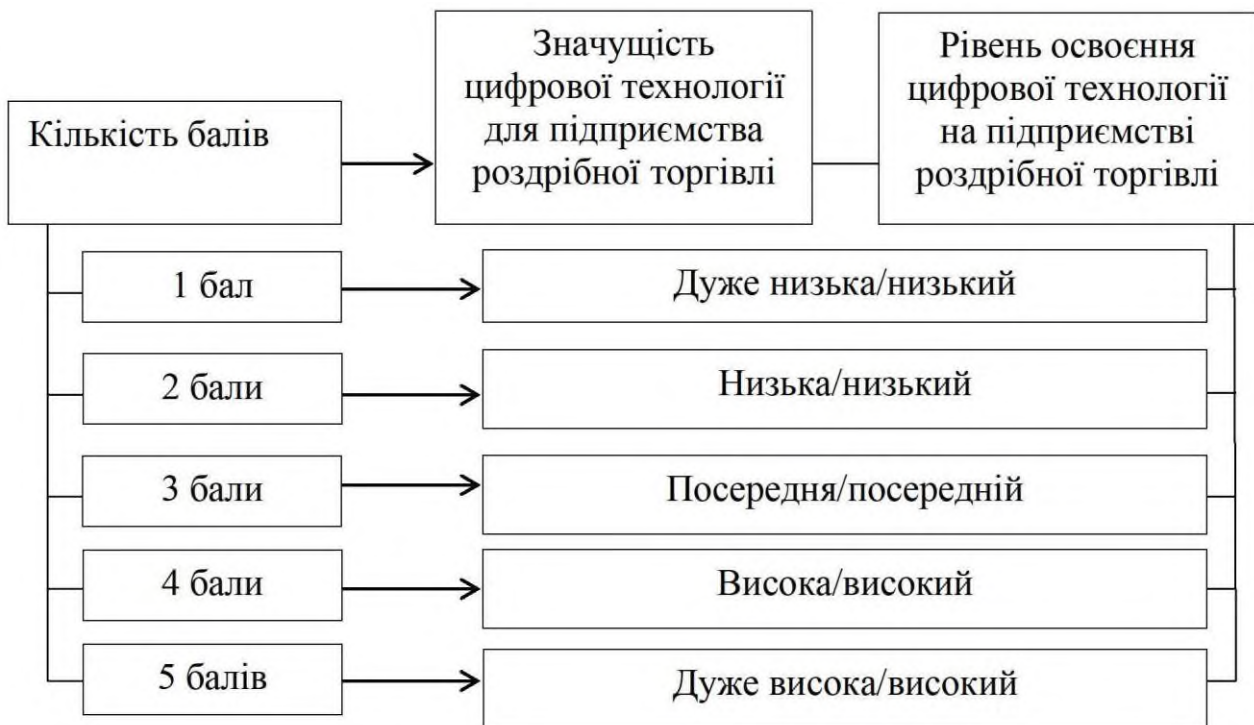 Кількість балів
Значущість
цифрової технології
для підприємства
роздрібної торгівлі
Рівень освоєння
цифрової технології
на підприємстві
роздрібної торгівлі
1 бал
Дуже низька/низький
2 бали
Низька/низький
3 бали
Посередня/посередній
4 бали
Висока/високий
5 балів
Дуже висока/високий